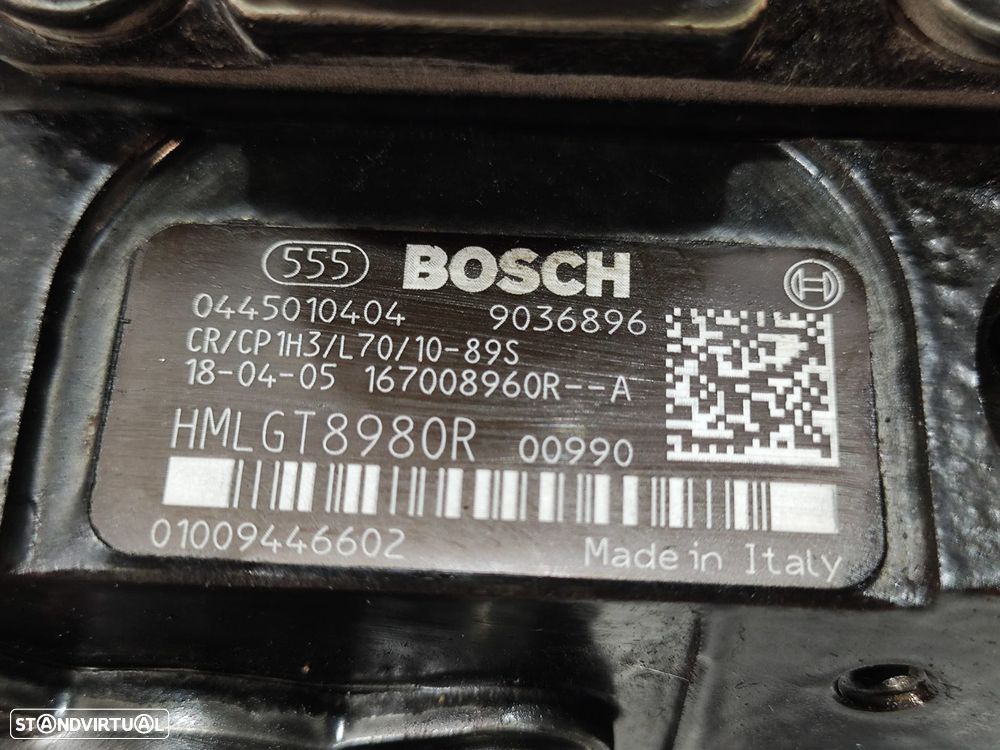 555 BOSCH
0445010404 9036896
CR/CP1H3/L70/10-89S
18-04-05 167008960R--A
HMLGT8980R 00990
01009446602 Made in Italy
STANDVIRTUAL